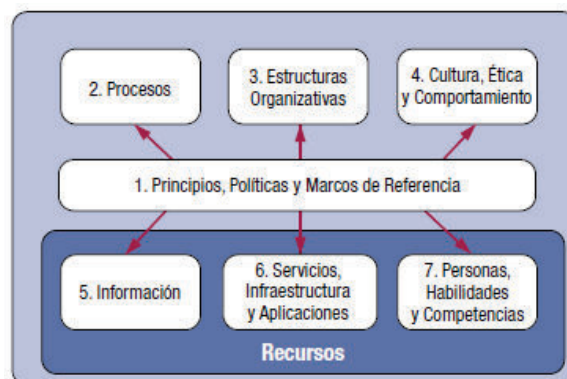 2. Procesos
3. Estructuras
Organizativas
4. Cultura, Ética
y Comportamiento
1. Principios, Políticas y Marcos de Referencia
5. Información
6. Servicios,
Infraestructura
y Aplicaciones
7. Personas,
Habilidades
y Competencias
Recursos